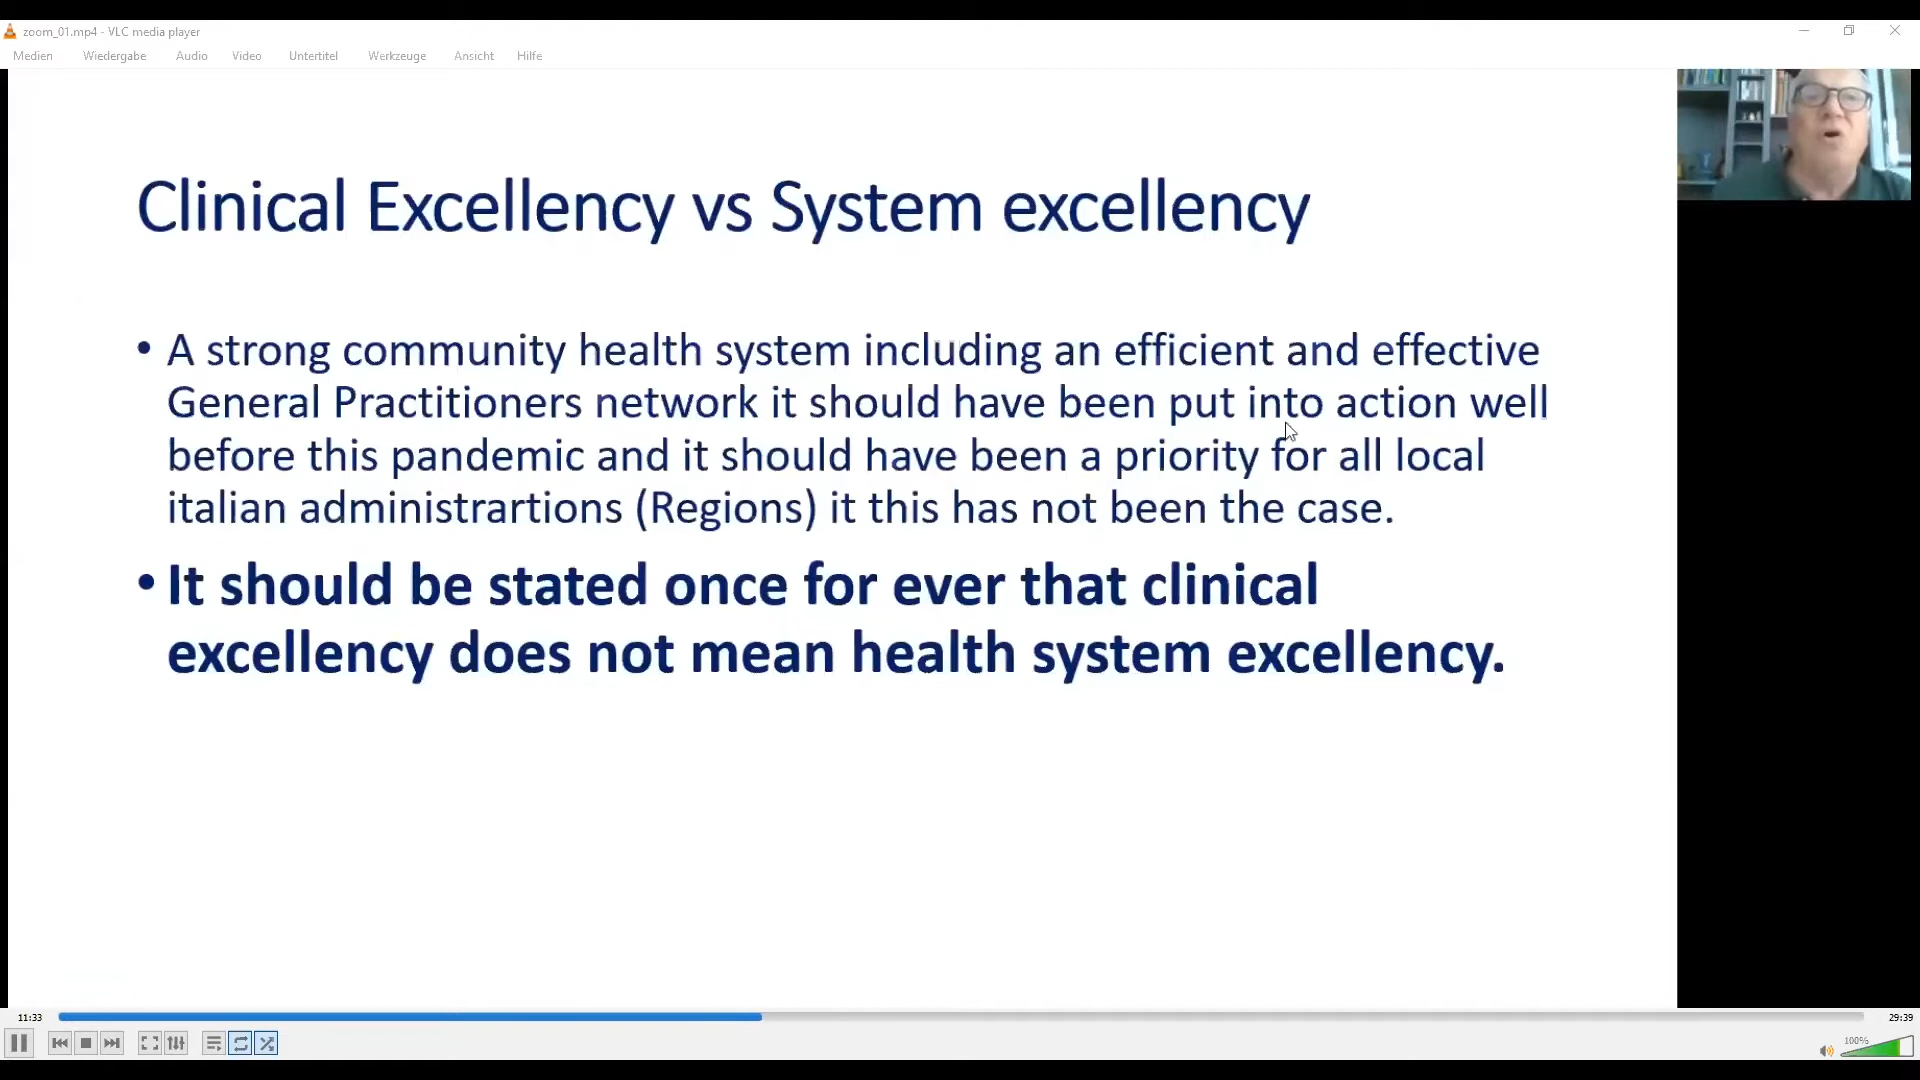 zoom_01.mp4 - VLC media player
Medien Wiedergabe Audio Video Untertitel Werkzeuge Ansicht Hilfe
Clinical Excellency vs System excellency
• A strong community health system including an efficient and effective
General Practitioners network it should have been put into action well
before this pandemic and it should have been a priority for all local
italian administrartions (Regions) it this has not been the case.
• It should be stated once for ever that clinical
excellency does not mean health system excellency.
11:33 29:39
100%